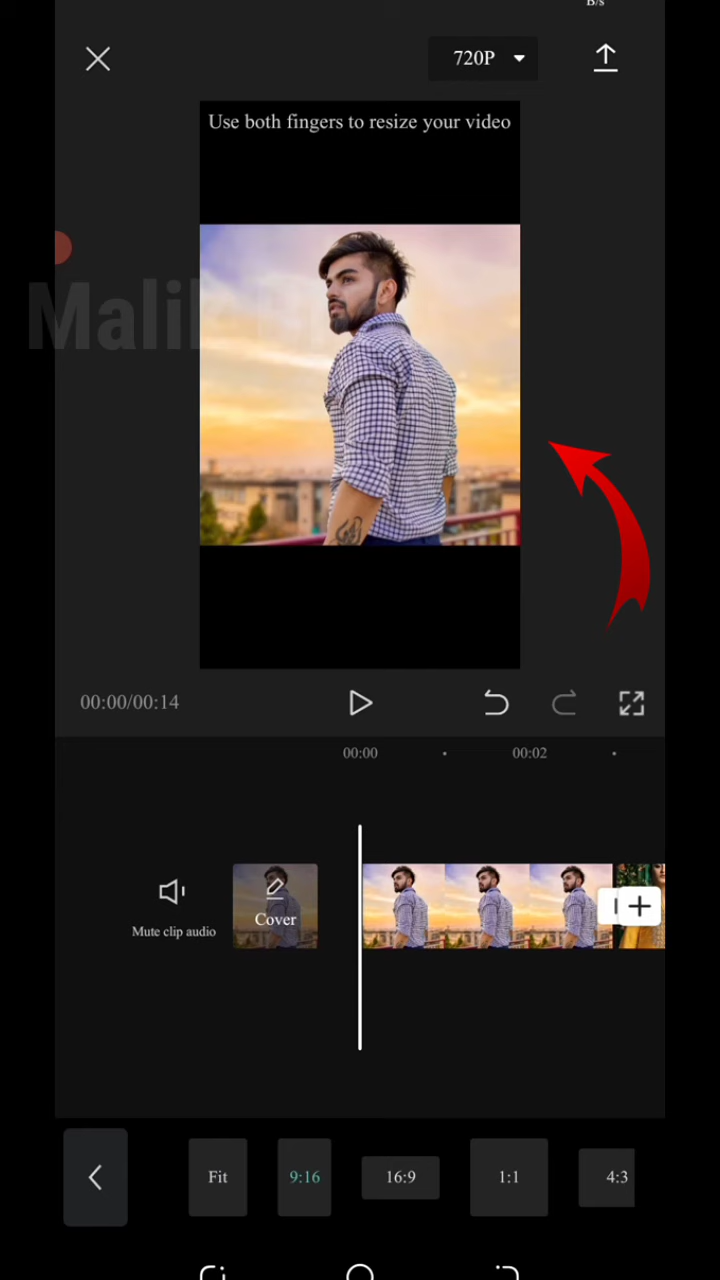 B/s
720P
Use both fingers to resize your video
Malik
00:00/00:14
00:00
00:02
Mute clip audio
Cover
Fit
9:16
16:9
1:1
4:3